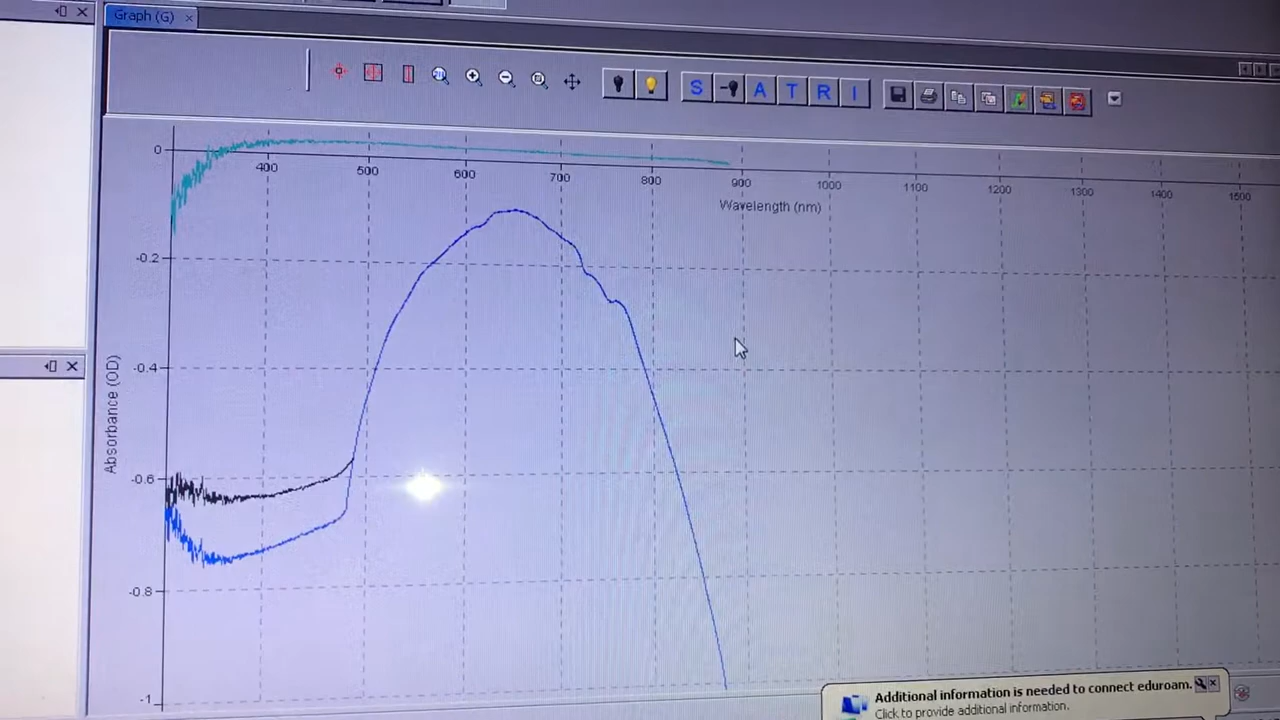 Graph (G)
S A T R I
0
400 500 600 700 800 900 1000 1100 1200 1300 1400 1500
Wavelength (nm)
-0.2
-0.4
Absorbance (OD)
-0.6
-0.8
-1
Additional information is needed to connect eduroam.
Click to provide additional information.